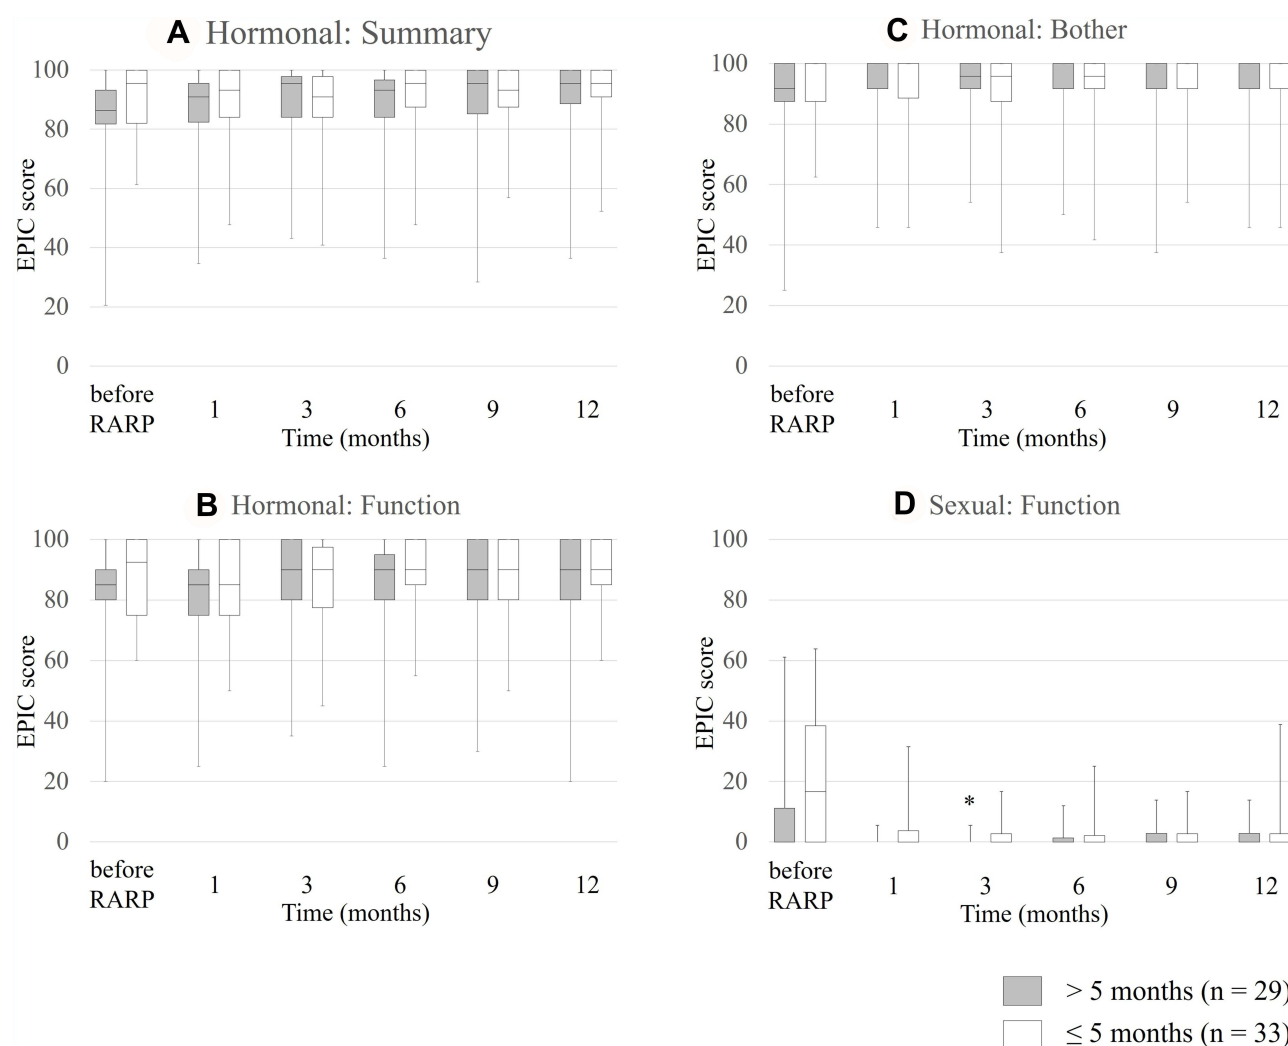 A Hormonal: Summary
EPIC score
100
80
60
40
20
0
before
RARP
1
3
6
9
12
Time (months)
B Hormonal: Function
EPIC score
100
80
60
40
20
0
before
RARP
1
3
6
9
12
Time (months)
C Hormonal: Bother
EPIC score
100
80
60
40
20
0
before
RARP
1
3
6
9
12
Time (months)
D Sexual: Function
EPIC score
100
80
60
40
20
0
*
before
RARP
1
3
6
9
12
Time (months)
> 5 months (n = 29)
≤ 5 months (n = 33)